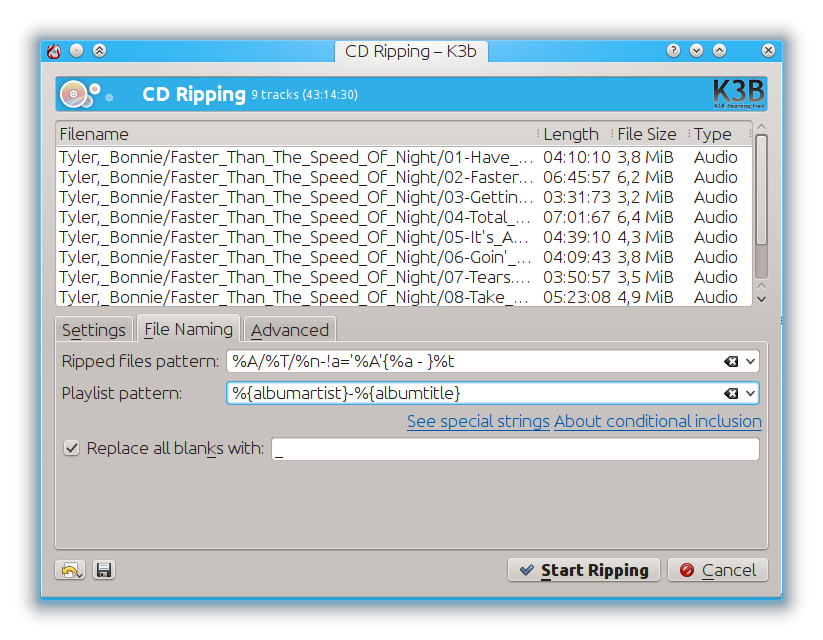 CD Ripping – K3b
CD Ripping 9 tracks (43:14:30)
K3B
Filename Length File Size Type
Tyler,_Bonnie/Faster_Than_The_Speed_Of_Night/01-Have_... 04:10:10 3,8 MiB Audio
Tyler,_Bonnie/Faster_Than_The_Speed_Of_Night/02-Faster... 06:45:57 6,2 MiB Audio
Tyler,_Bonnie/Faster_Than_The_Speed_Of_Night/03-Gettin... 03:31:73 3,2 MiB Audio
Tyler,_Bonnie/Faster_Than_The_Speed_Of_Night/04-Total_... 07:01:67 6,4 MiB Audio
Tyler,_Bonnie/Faster_Than_The_Speed_Of_Night/05-It's_A... 04:39:10 4,3 MiB Audio
Tyler,_Bonnie/Faster_Than_The_Speed_Of_Night/06-Goin'_... 04:09:43 3,8 MiB Audio
Tyler,_Bonnie/Faster_Than_The_Speed_Of_Night/07-Tears.... 03:50:57 3,5 MiB Audio
Tyler,_Bonnie/Faster_Than_The_Speed_Of_Night/08-Take_... 05:23:08 4,9 MiB Audio
Settings File Naming Advanced
Ripped files pattern: %A/%T/%n-!a='%A'{%a - }%t
Playlist pattern: %{albumartist}-%{albumtitle}
See special strings About conditional inclusion
Replace all blanks with: _
Start Ripping Cancel